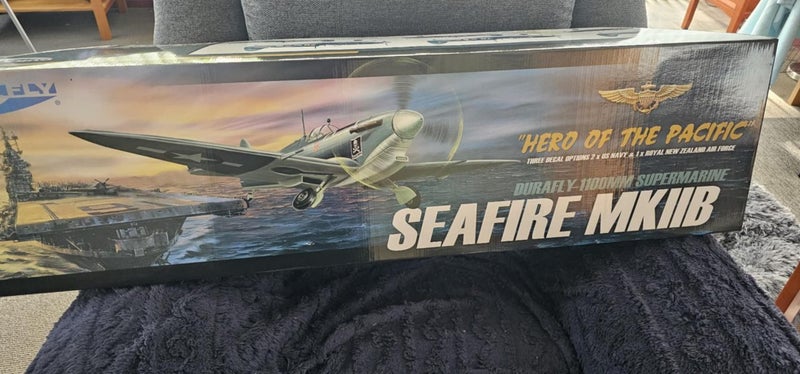 FLY
"HERO OF THE PACIFIC"
THREE DECAL OPTIONS 2 x US NAVY & 1 x ROYAL NEW ZEALAND AIR FORCE
DURAFLY 1100MM SUPERMARINE
SEAFIRE MKIIB